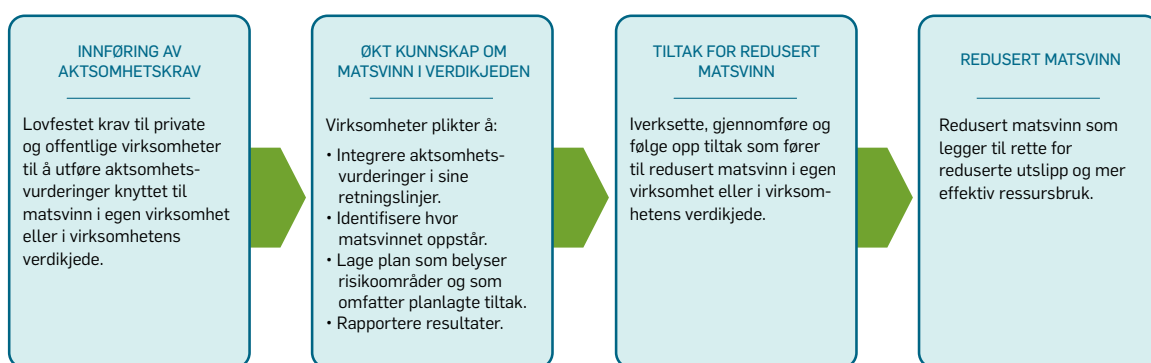 INNFØRING AV
AKTSOMHETSKRAV
Lovfestet krav til private
og offentlige virksomheter
til å utføre aktsomhets-
vurderinger knyttet til
matsvinn i egen virksomhet
eller i virksomhetens
verdikjede.
ØKT KUNNSKAP OM
MATSVINN I VERDIKJEDEN
Virksomheter plikter å:
• Integrere aktsomhets-
vurderinger i sine
retningslinjer.
• Identifisere hvor
matsvinnet oppstår.
• Lage plan som belyser
risikoområder og som
omfatter planlagte tiltak.
• Rapportere resultater.
TILTAK FOR REDUSERT
MATSVINN
Iverksette, gjennomføre og
følge opp tiltak som fører
til redusert matsvinn i egen
virksomhet eller i virksom-
hetens verdikjede.
REDUSERT MATSVINN
Redusert matsvinn som
legger til rette for
reduserte utslipp og mer
effektiv ressursbruk.